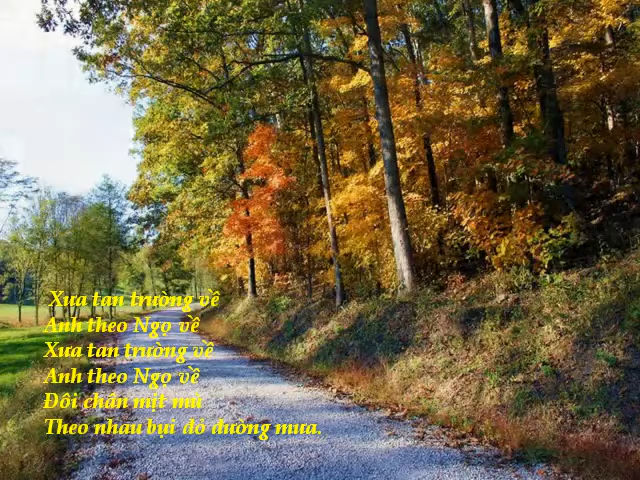 Xưa tan trường về
Anh theo Ngọ về
Xưa tan trường về
Anh theo Ngọ về
Đôi chân mịt mù
Theo nhau bụi đỏ đường mưa.